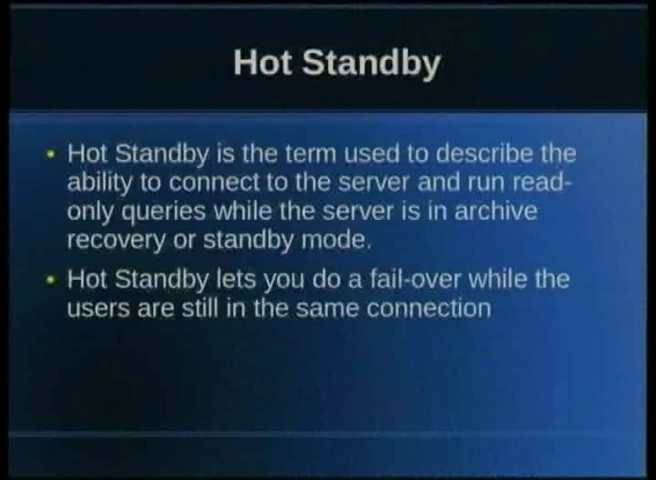 Hot Standby
• Hot Standby is the term used to describe the
ability to connect to the server and run read-
only queries while the server is in archive
recovery or standby mode.
• Hot Standby lets you do a fail-over while the
users are still in the same connection